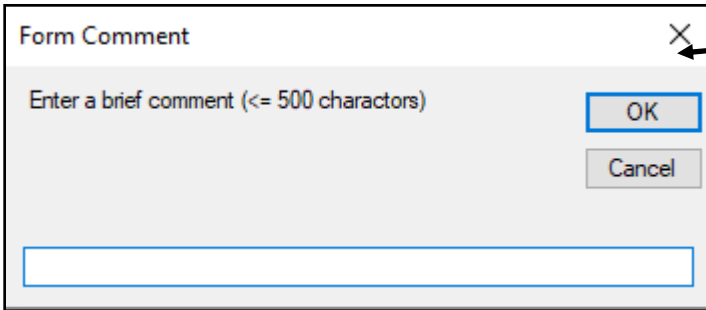 Form Comment
Enter a brief comment (<= 500 charactors)
OK
Cancel